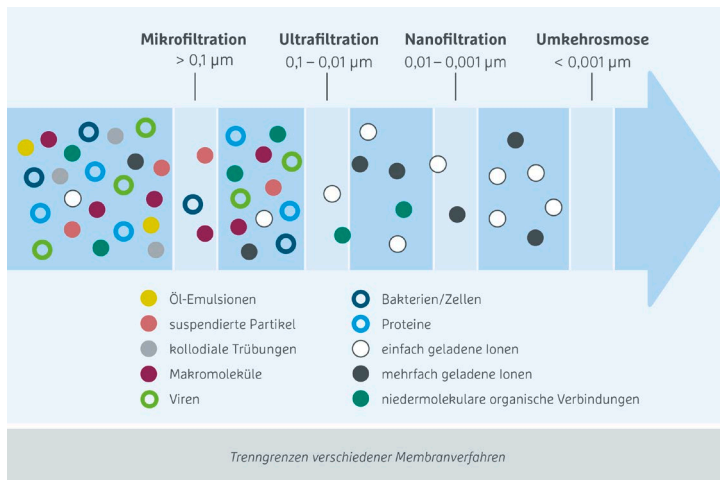 Mikrofiltration
> 0,1 µm
Ultrafiltration
0,1 – 0,01 µm
Nanofiltration
0,01 – 0,001 µm
Umkehrosmose
< 0,001 µm
Öl-Emulsionen
suspendierte Partikel
kollodiale Trübungen
Makromoleküle
Viren
Bakterien/Zellen
Proteine
einfach geladene Ionen
mehrfach geladene Ionen
niedermolekulare organische Verbindungen
Trenngrenzen verschiedener Membranverfahren